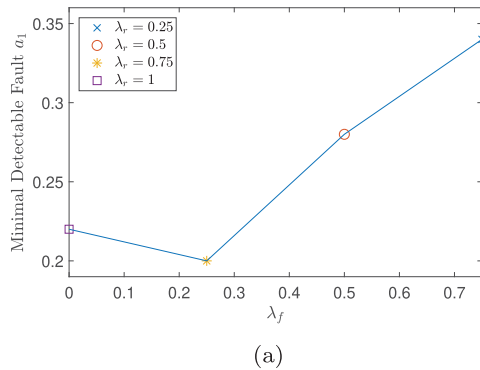 0.35
0.3
0.25
0.2
Minimal Detectable Fault a₁
λᵣ = 0.25
λᵣ = 0.5
λᵣ = 0.75
λᵣ = 1
0 0.1 0.2 0.3 0.4 0.5 0.6 0.7
λ_f
(a)